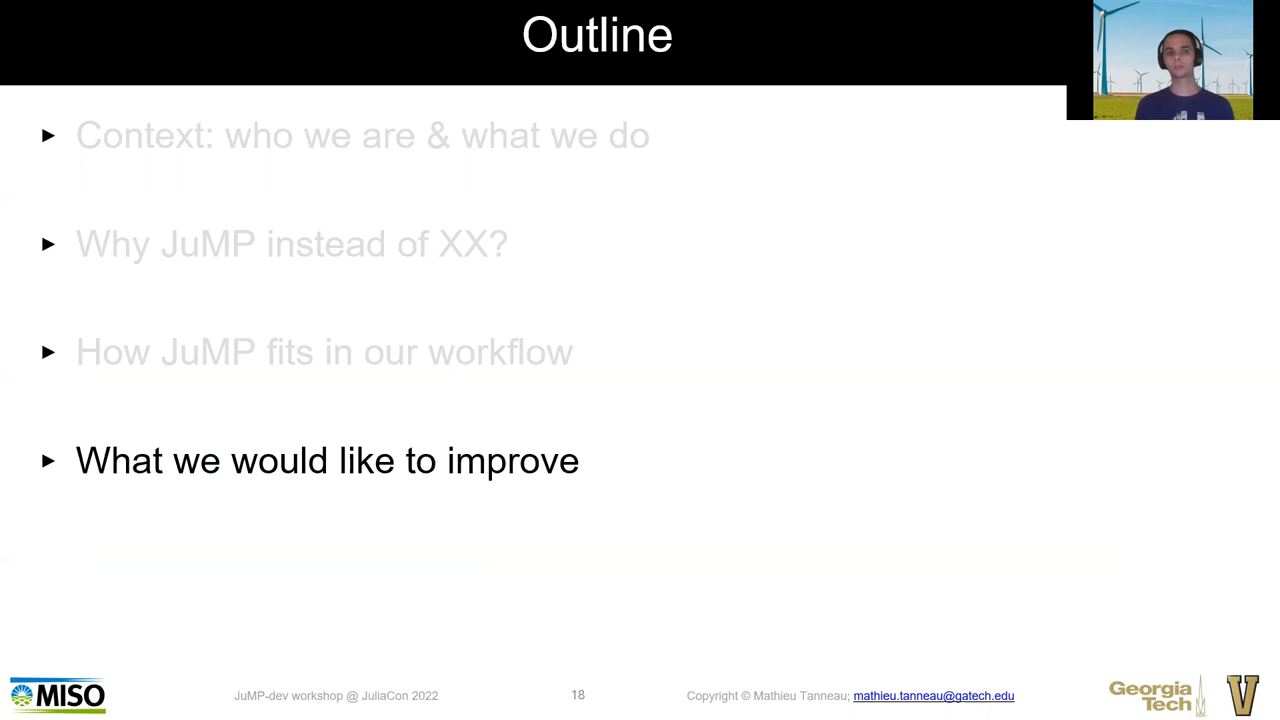 Outline
Context: who we are & what we do
Why JuMP instead of XX?
How JuMP fits in our workflow
What we would like to improve
MISO
JuMP-dev workshop @ JuliaCon 2022
18
Copyright © Mathieu Tanneau; mathieu.tanneau@gatech.edu
Georgia
Tech
V